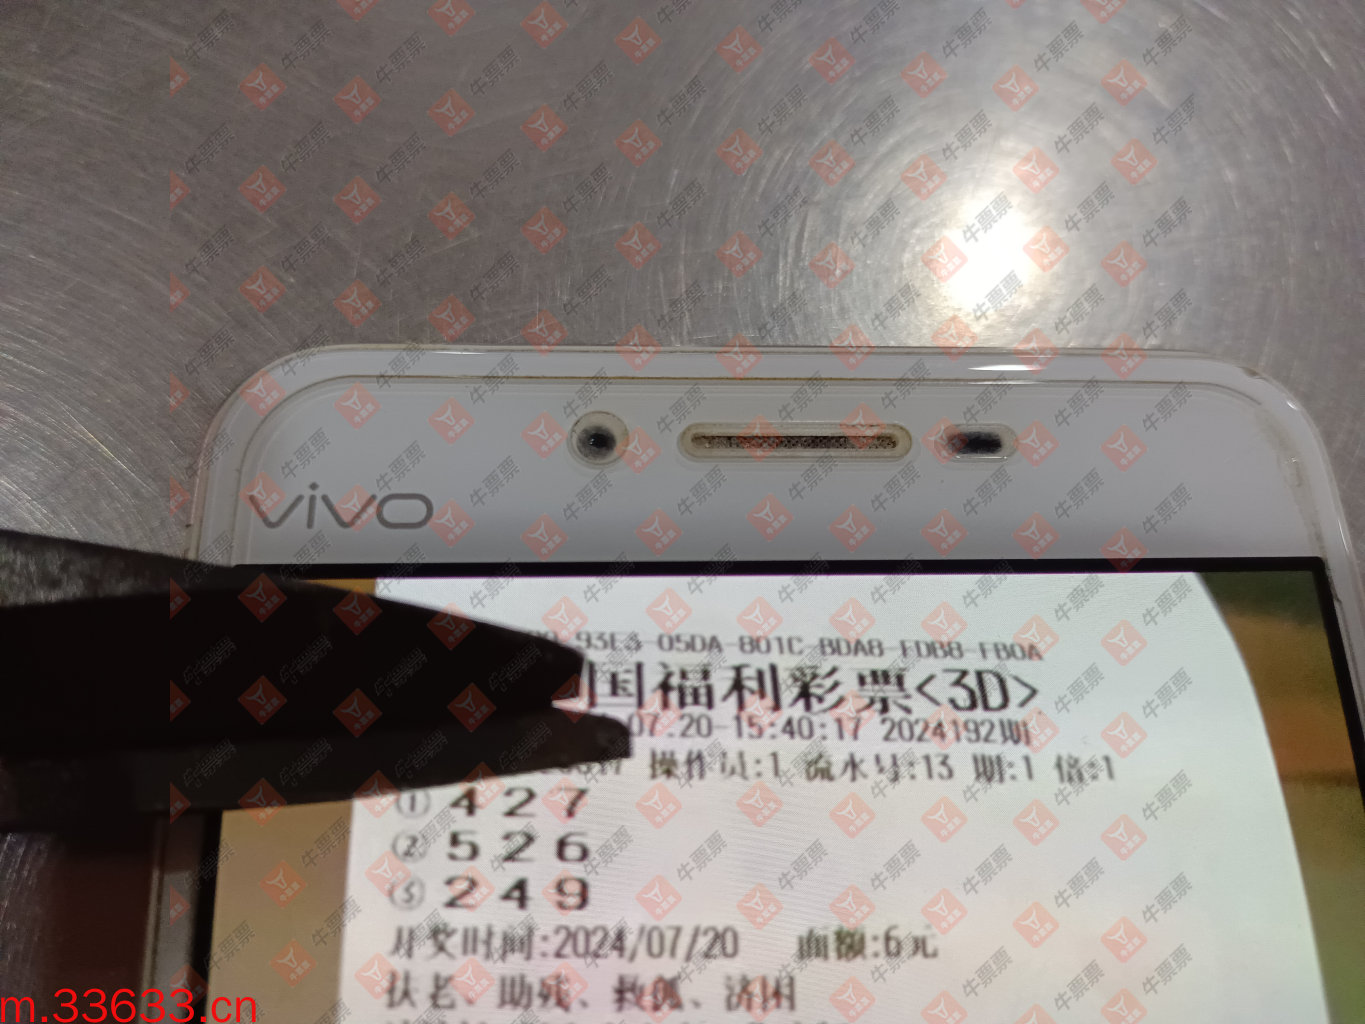 vivo
93E3-05DA-801C-BDA8-FDB8-FB0A
国福利彩票<3D>
07.20-15:40:17 2024192期
操作员:1 流水号:13 期:1 倍:1
① 4 2 7
② 5 2 6
③ 2 4 9
开奖时间:2024/07/20 面额:6元
扶老、助残、救孤、济困
牛票票
m.33633.cn